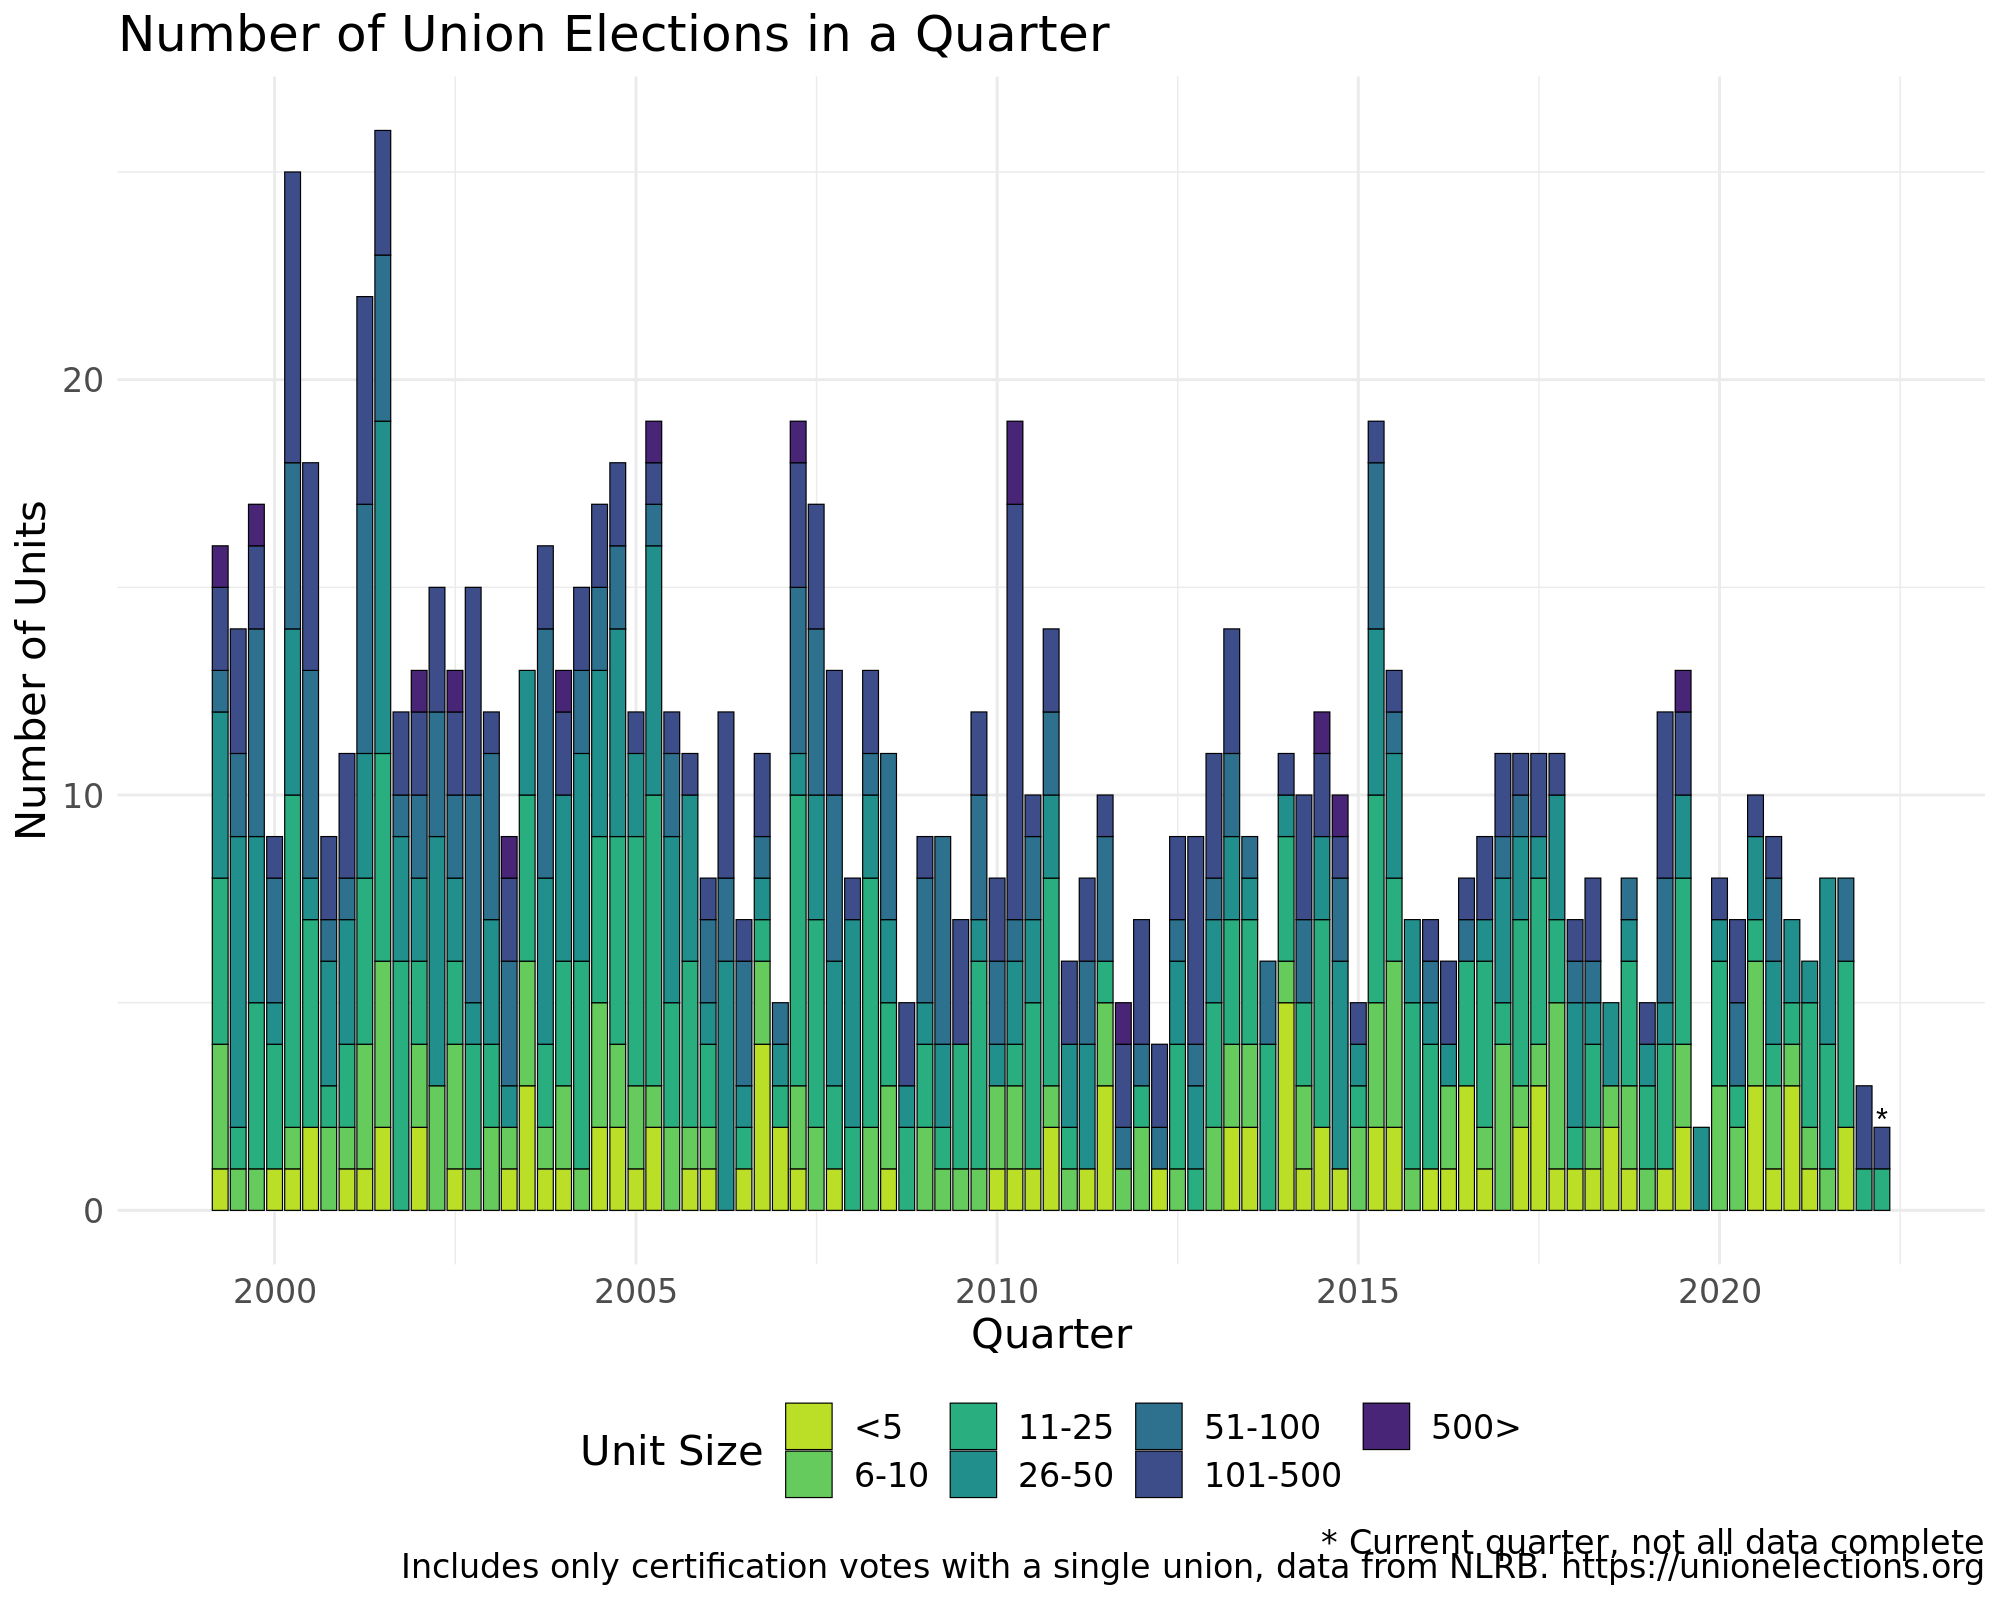 Number of Union Elections in a Quarter
Number of Units
20
10
0
*
2000 2005 2010 2015 2020
Quarter
Unit Size
<5 11-25 51-100 500>
6-10 26-50 101-500
* Current quarter, not all data complete
Includes only certification votes with a single union, data from NLRB. https://unionelections.org